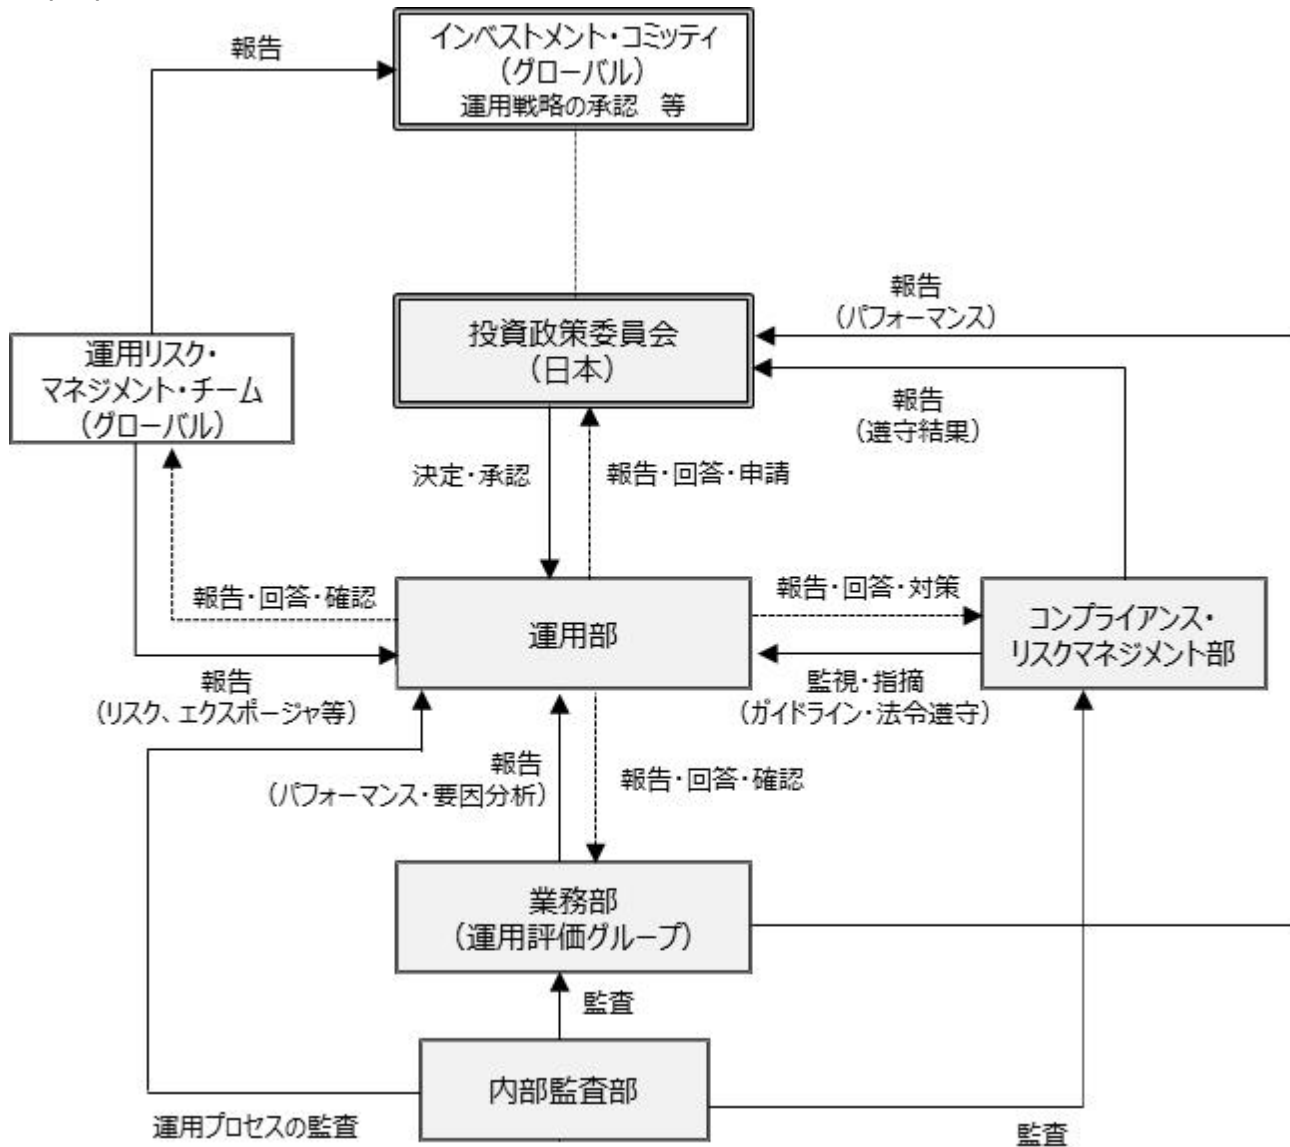 報告
インベストメント・コミッティ
(グローバル)
運用戦略の承認　等
報告
(パフォーマンス)
投資政策委員会
(日本)
運用リスク・
マネジメント・チーム
(グローバル)
報告
(遵守結果)
決定・承認
報告・回答・申請
報告・回答・確認
運用部
報告・回答・対策
コンプライアンス・
リスクマネジメント部
報告
(リスク、エクスポージャ等)
監視・指摘
(ガイドライン・法令遵守)
報告
(パフォーマンス・要因分析)
報告・回答・確認
業務部
(運用評価グループ)
監査
内部監査部
運用プロセスの監査
監査